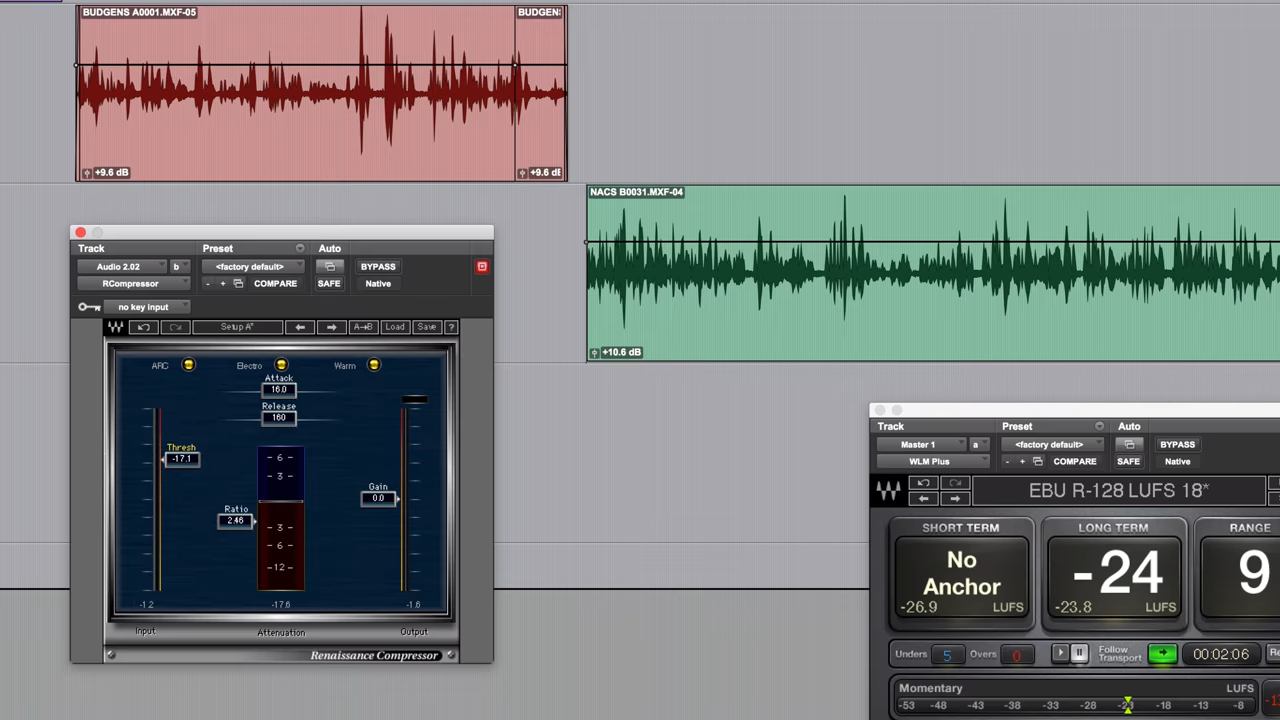 BUDGENS A0001.MXF-05
BUDGEN
+9.6 dB
+9.6 dB
NACS B0031.MXF-04
+10.6 dB
Track Preset Auto
Audio 2.02 b <factory default> BYPASS
RCompressor - + COMPARE SAFE Native
no key input
Setup A* A→B Load Save ?
ARC Electro Warm
Attack
16.0
Release
160
Thresh
-17.1
Gain
0.0
Ratio
2.46
6
3
3
6
12
-1.2 -17.6 -1.6
Input Attenuation Output
Renaissance Compressor
Track Preset Auto
Master 1 a <factory default> BYPASS
WLM Plus - + COMPARE SAFE Native
EBU R-128 LUFS 18*
SHORT TERM LONG TERM RANGE
No
Anchor
-24
9
-26.9 LUFS -23.8 LUFS
Unders 5 Overs 0 Follow
Transport 00:02:06 Re
Momentary LUFS
-53 -48 -43 -38 -33 -28 -23 -18 -13 -8